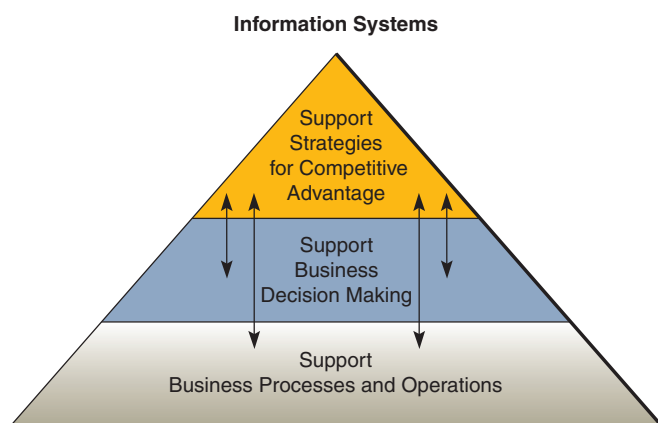 Information Systems
Support
Strategies
for Competitive
Advantage
Support
Business
Decision Making
Support
Business Processes and Operations